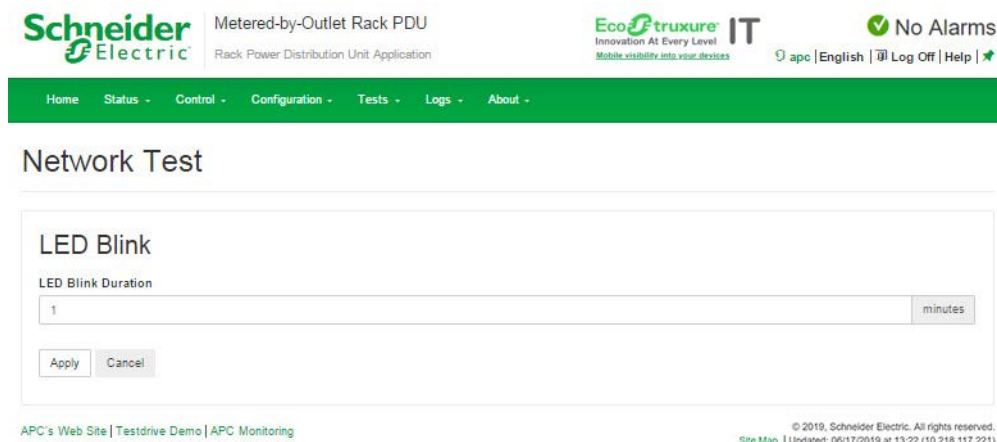 Schneider Electric
Metered-by-Outlet Rack PDU
Rack Power Distribution Unit Application
EcoStruxure IT
Innovation At Every Level
Mobile visibility into your devices
No Alarms
apc | English | Log Off | Help |
Home Status Control Configuration Tests Logs About
Network Test
LED Blink
LED Blink Duration
1 minutes
Apply Cancel
APC's Web Site | Testdrive Demo | APC Monitoring
© 2019, Schneider Electric. All rights reserved.
Site Map | Updated: 06/17/2019 at 13:22 (10.218.157.220)